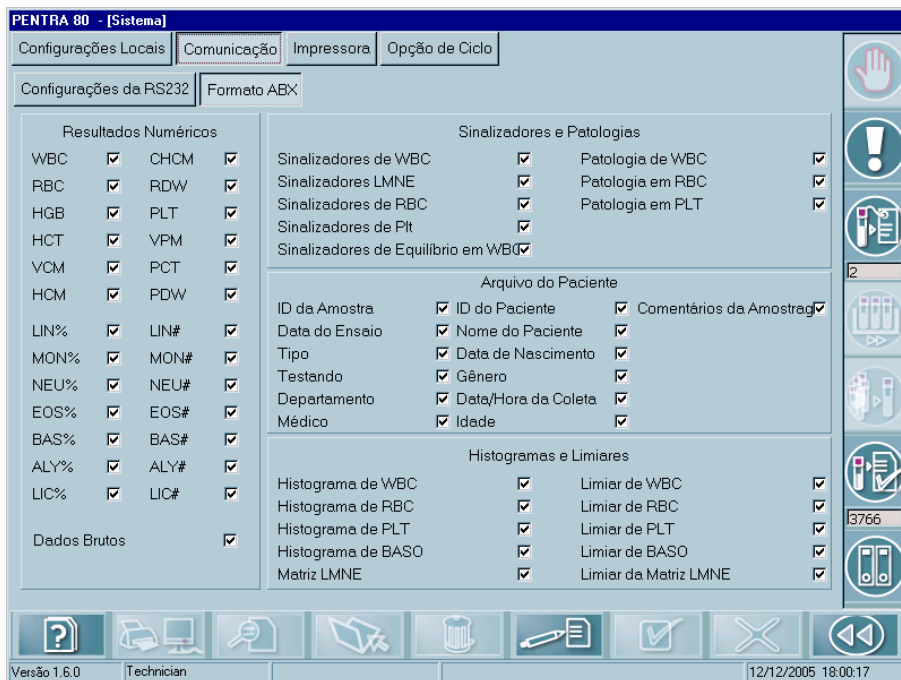 PENTRA 80 - [Sistema]
Configurações Locais Comunicação Impressora Opção de Ciclo
Configurações da RS232 Formato ABX
Resultados Numéricos
WBC CHCM
RBC RDW
HGB PLT
HCT VPM
VCM PCT
HCM PDW
LIN% LIN#
MON% MON#
NEU% NEU#
EOS% EOS#
BAS% BAS#
ALY% ALY#
LIC% LIC#
Dados Brutos
Sinalizadores e Patologias
Sinalizadores de WBC Patologia de WBC
Sinalizadores LMNE Patologia em RBC
Sinalizadores de RBC Patologia em PLT
Sinalizadores de Plt
Sinalizadores de Equilíbrio em WBC
Arquivo do Paciente
ID da Amostra ID do Paciente Comentários da Amostrag
Data do Ensaio Nome do Paciente
Tipo Data de Nascimento
Testando Gênero
Departamento Data/Hora da Coleta
Médico Idade
Histogramas e Limiares
Histograma de WBC Limiar de WBC
Histograma de RBC Limiar de RBC
Histograma de PLT Limiar de PLT
Histograma de BASO Limiar de BASO
Matriz LMNE Limiar da Matriz LMNE
2
3766
Versão 1.6.0 Technician 12/12/2005 18:00:17